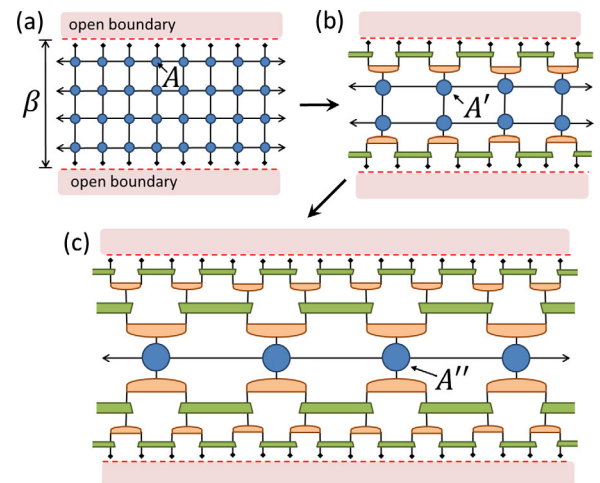 (a)
open boundary
A
β
open boundary
(b)
A′
(c)
A″